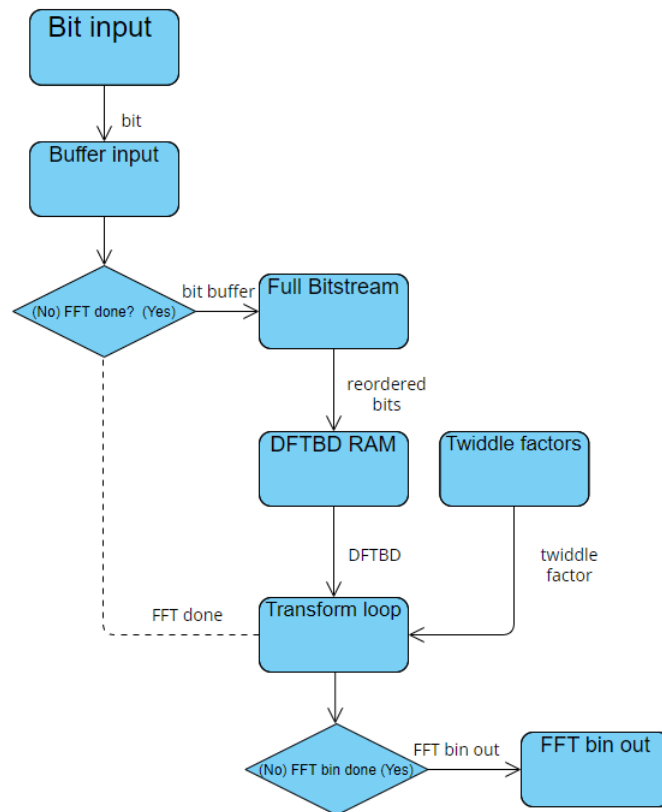 Bit input
bit
Buffer input
(No) FFT done? (Yes)
bit buffer
Full Bitstream
reordered
bits
DFTBD RAM
Twiddle factors
DFTBD
twiddle
factor
FFT done
Transform loop
(No) FFT bin done (Yes)
FFT bin out
FFT bin out